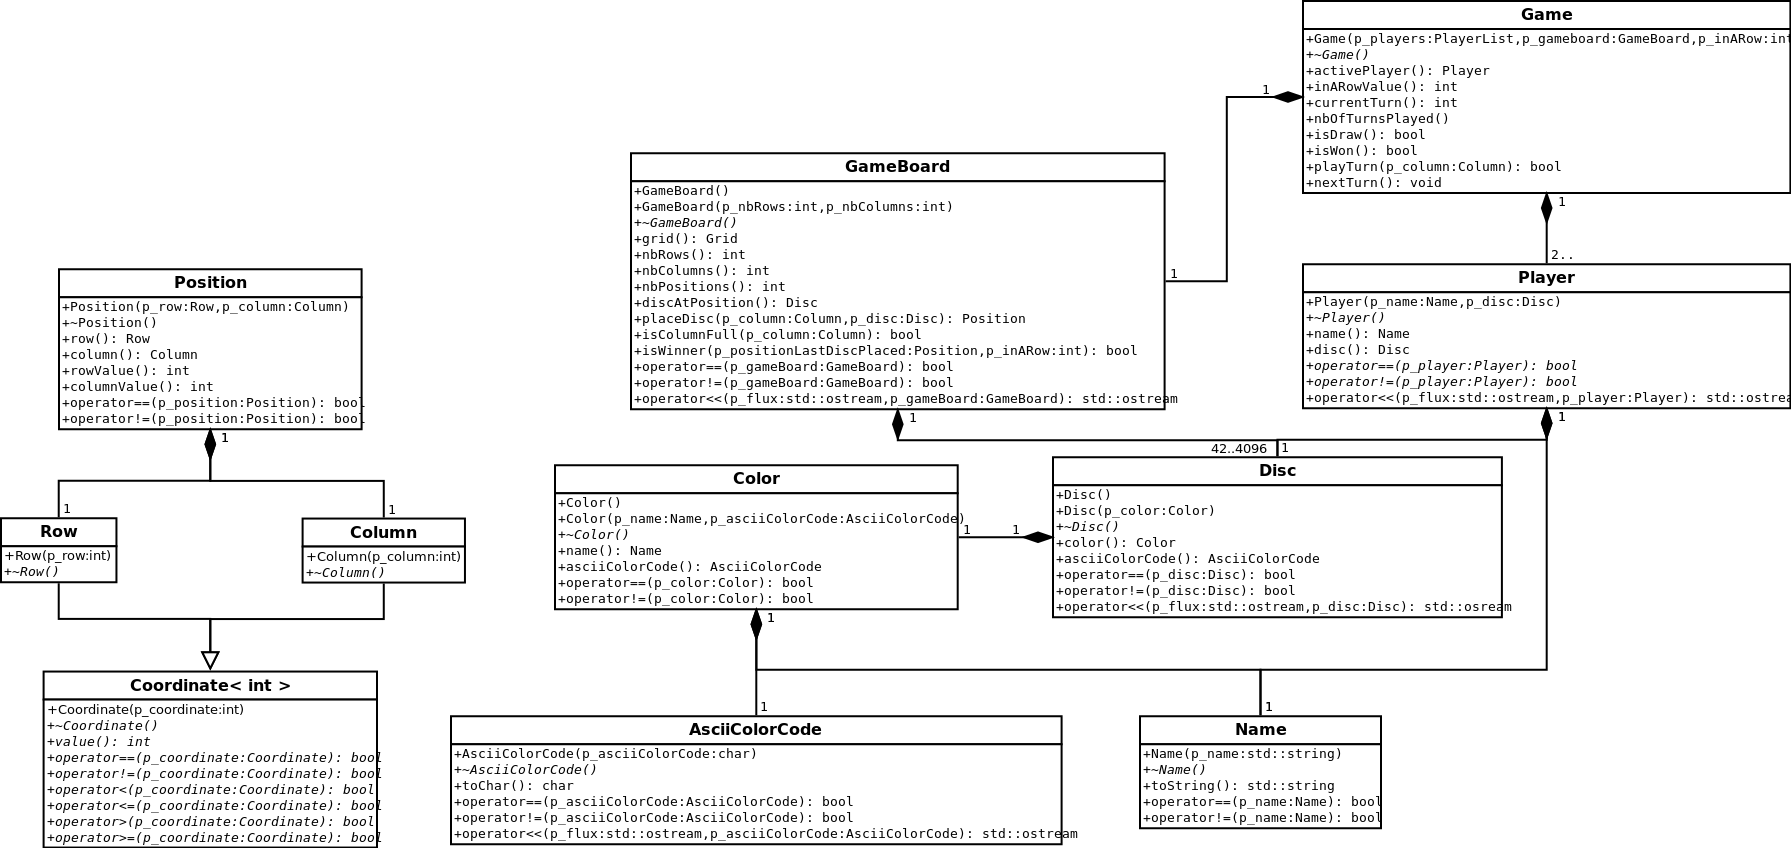 Game
+Game(p_players:PlayerList,p_gameboard:GameBoard,p_inARow:int
+~Game()
+activePlayer(): Player
+inARowValue(): int
+currentTurn(): int
+nbOfTurnsPlayed()
+isDraw(): bool
+isWon(): bool
+playTurn(p_column:Column): bool
+nextTurn(): void
1
1
1
2..
GameBoard
+GameBoard()
+GameBoard(p_nbRows:int,p_nbColumns:int)
+~GameBoard()
+grid(): Grid
+nbRows(): int
+nbColumns(): int
+nbPositions(): int
+discAtPosition(): Disc
+placeDisc(p_column:Column,p_disc:Disc): Position
+isColumnFull(p_column:Column): bool
+isWinner(p_positionLastDiscPlaced:Position,p_inARow:int): bool
+operator==(p_gameBoard:GameBoard): bool
+operator!=(p_gameBoard:GameBoard): bool
+operator<<(p_flux:std::ostream,p_gameBoard:GameBoard): std::ostream
1
Player
+Player(p_name:Name,p_disc:Disc)
+~Player()
+name(): Name
+disc(): Disc
+operator==(p_player:Player): bool
+operator!=(p_player:Player): bool
+operator<<(p_flux:std::ostream,p_player:Player): std::ostrea
1
Position
+Position(p_row:Row,p_column:Column)
+~Position()
+row(): Row
+column(): Column
+rowValue(): int
+columnValue(): int
+operator==(p_position:Position): bool
+operator!=(p_position:Position): bool
1
1
1
Row
+Row(p_row:int)
+~Row()
Column
+Column(p_column:int)
+~Column()
Color
+Color()
+Color(p_name:Name,p_asciiColorCode:AsciiColorCode)
+~Color()
+name(): Name
+asciiColorCode(): AsciiColorCode
+operator==(p_color:Color): bool
+operator!=(p_color:Color): bool
1
1
1
42..4096
1
Disc
+Disc()
+Disc(p_color:Color)
+~Disc()
+color(): Color
+asciiColorCode(): AsciiColorCode
+operator==(p_disc:Disc): bool
+operator!=(p_disc:Disc): bool
+operator<<(p_flux:std::ostream,p_disc:Disc): std::osream
Coordinate< int >
+Coordinate(p_coordinate:int)
+~Coordinate()
+value(): int
+operator==(p_coordinate:Coordinate): bool
+operator!=(p_coordinate:Coordinate): bool
+operator<(p_coordinate:Coordinate): bool
+operator<=(p_coordinate:Coordinate): bool
+operator>(p_coordinate:Coordinate): bool
+operator>=(p_coordinate:Coordinate): bool
1
AsciiColorCode
+AsciiColorCode(p_asciiColorCode:char)
+~AsciiColorCode()
+toChar(): char
+operator==(p_asciiColorCode:AsciiColorCode): bool
+operator!=(p_asciiColorCode:AsciiColorCode): bool
+operator<<(p_flux:std::ostream,p_asciiColorCode:AsciiColorCode): std::ostream
1
Name
+Name(p_name:std::string)
+~Name()
+toString(): std::string
+operator==(p_name:Name): bool
+operator!=(p_name:Name): bool